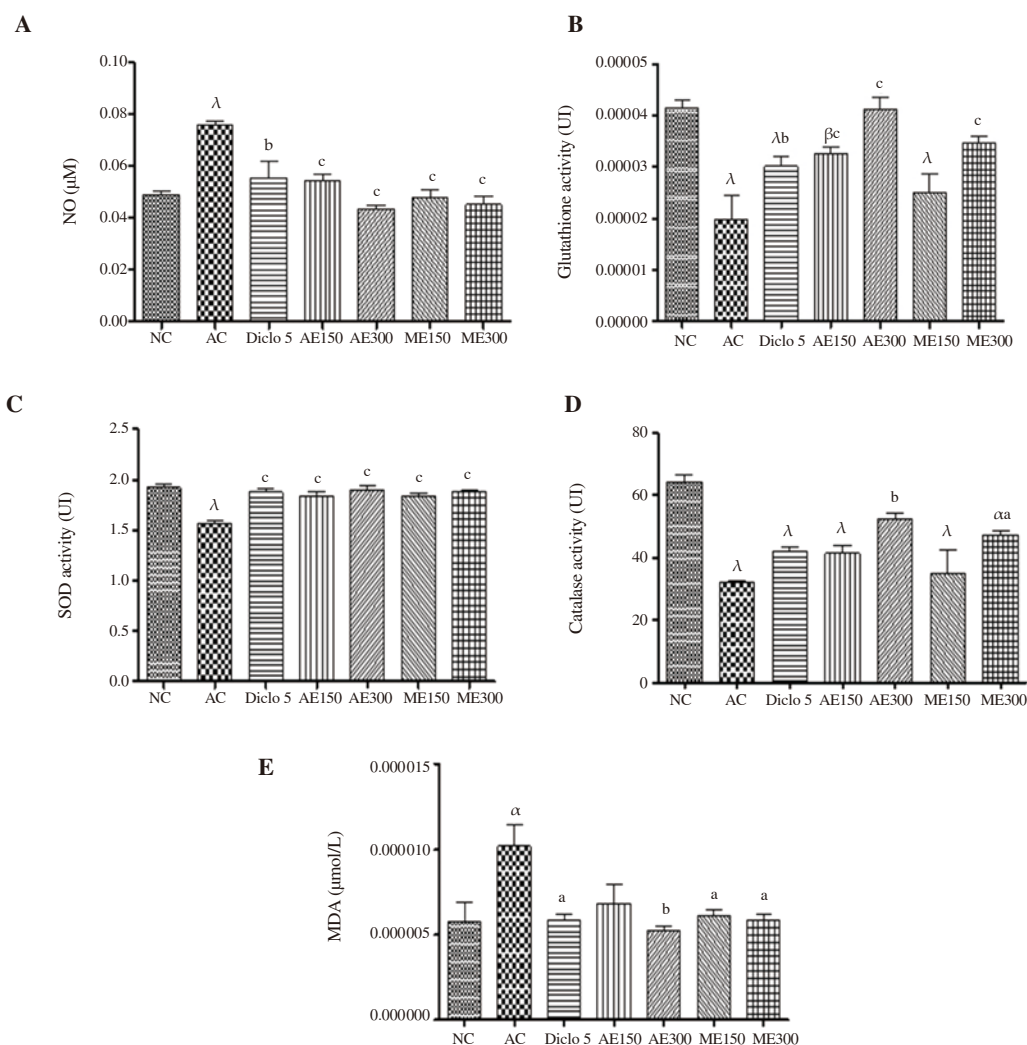 A
NO (μM)
0.10
0.08
0.06
0.04
0.02
0.00
λ
b
c
c
c
c
NC AC Diclo 5 AE150 AE300 ME150 ME300
B
Glutathione activity (UI)
0.00005
0.00004
0.00003
0.00002
0.00001
0.00000
λ
λb
βc
c
λ
c
NC AC Diclo 5 AE150 AE300 ME150 ME300
C
SOD activity (UI)
2.5
2.0
1.5
1.0
0.5
0.0
λ
c
c
c
c
c
NC AC Diclo 5 AE150 AE300 ME150 ME300
D
Catalase activity (UI)
80
60
40
20
0
λ
λ
λ
b
λ
αa
NC AC Diclo 5 AE150 AE300 ME150 ME300
E
MDA (μmol/L)
0.000015
0.000010
0.000005
0.000000
α
a
b
a
a
NC AC Diclo 5 AE150 AE300 ME150 ME300